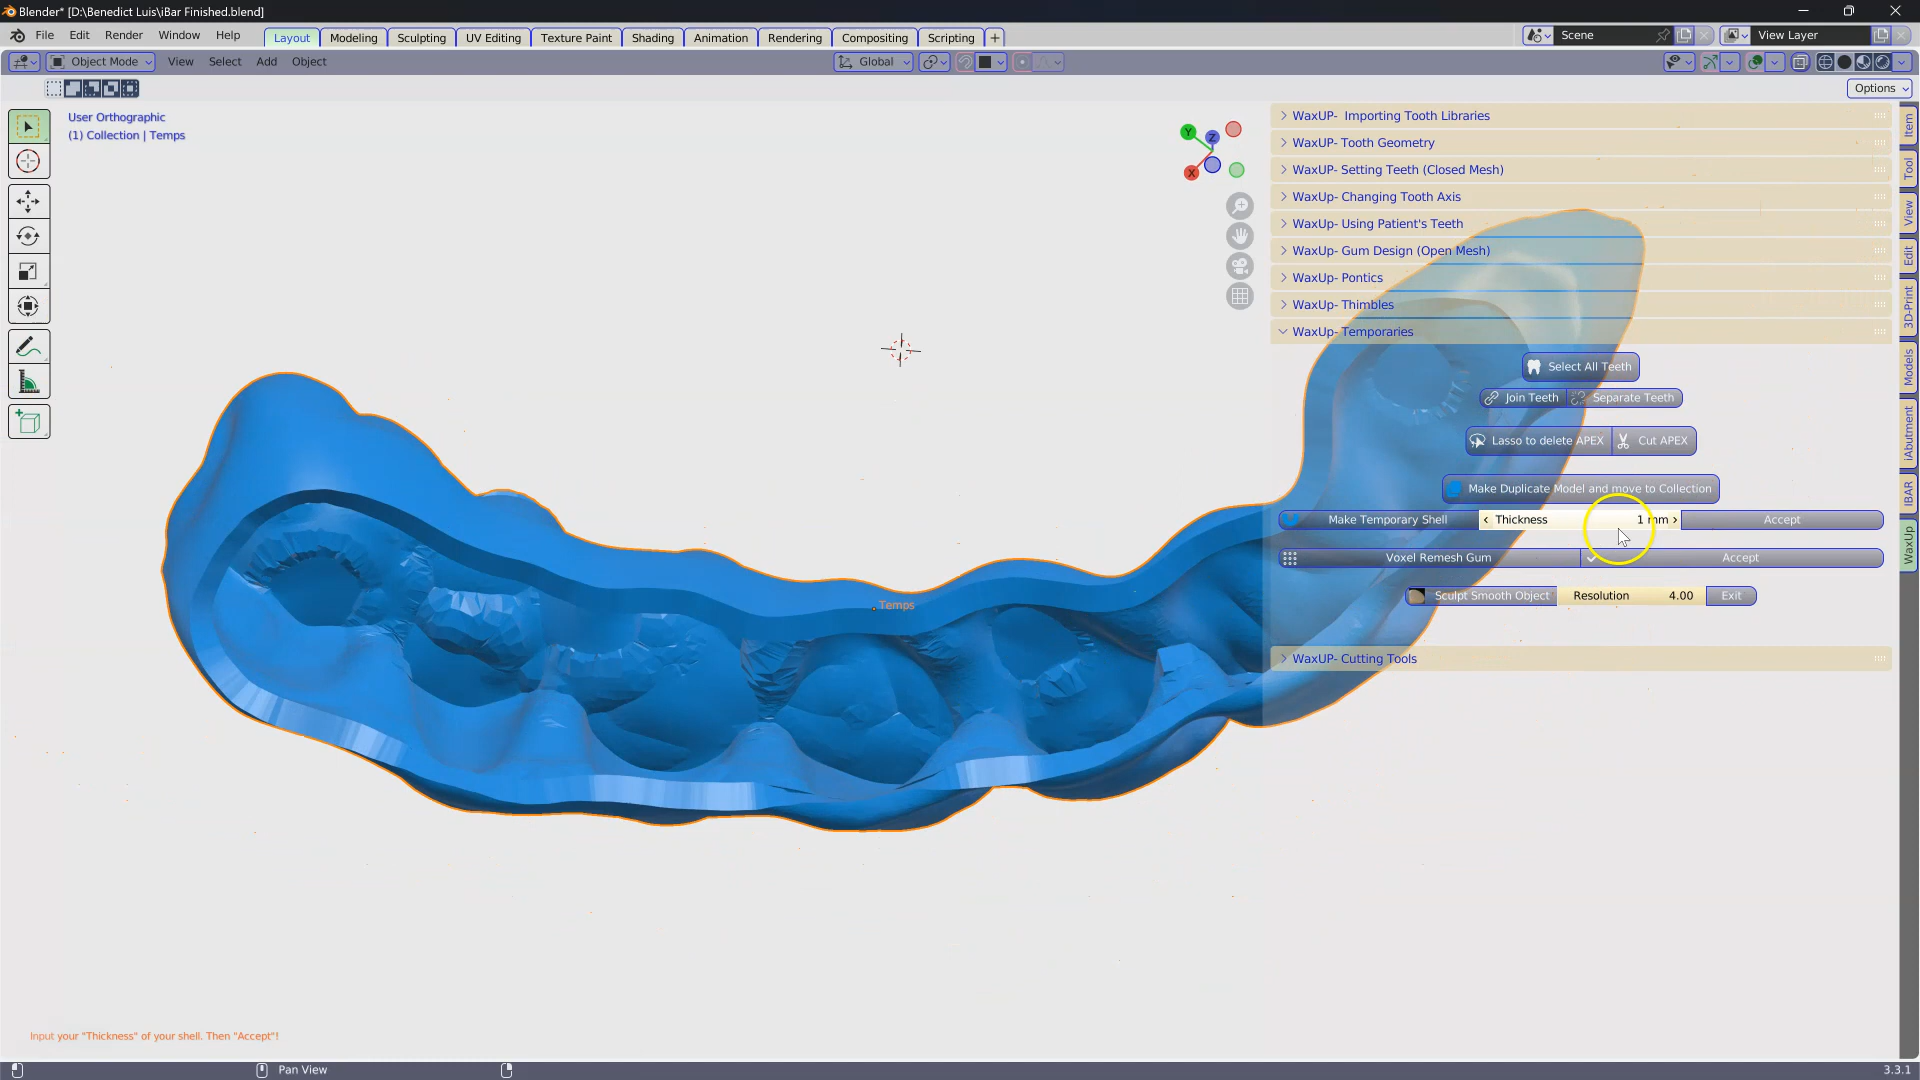 Blender* [D:\Benedict Luis\iBar Finished.blend]
File Edit Render Window Help Layout Modeling Sculpting UV Editing Texture Paint Shading Animation Rendering Compositing Scripting + Scene View Layer
Object Mode View Select Add Object Global
Options
User Orthographic
(1) Collection | Temps
Y Z X
WaxUP- Importing Tooth Libraries
WaxUP- Tooth Geometry
WaxUP- Setting Teeth (Closed Mesh)
WaxUP- Changing Tooth Axis
WaxUp- Using Patient's Teeth
WaxUp- Gum Design (Open Mesh)
WaxUp- Pontics
WaxUp- Thimbles
WaxUp- Temporaries
Select All Teeth
Join Teeth Separate Teeth
Lasso to delete APEX Cut APEX
Make Duplicate Model and move to Collection
Make Temporary Shell Thickness 1 mm Accept
Voxel Remesh Gum Accept
Sculpt Smooth Object Resolution 4.00 Exit
WaxUP- Cutting Tools
Item
Tool
View
Edit
3D-Print
Models
iAbutment
IBAR
WaxUp
Temps
Input your "Thickness" of your shell. Then "Accept"!
Pan View
3.3.1